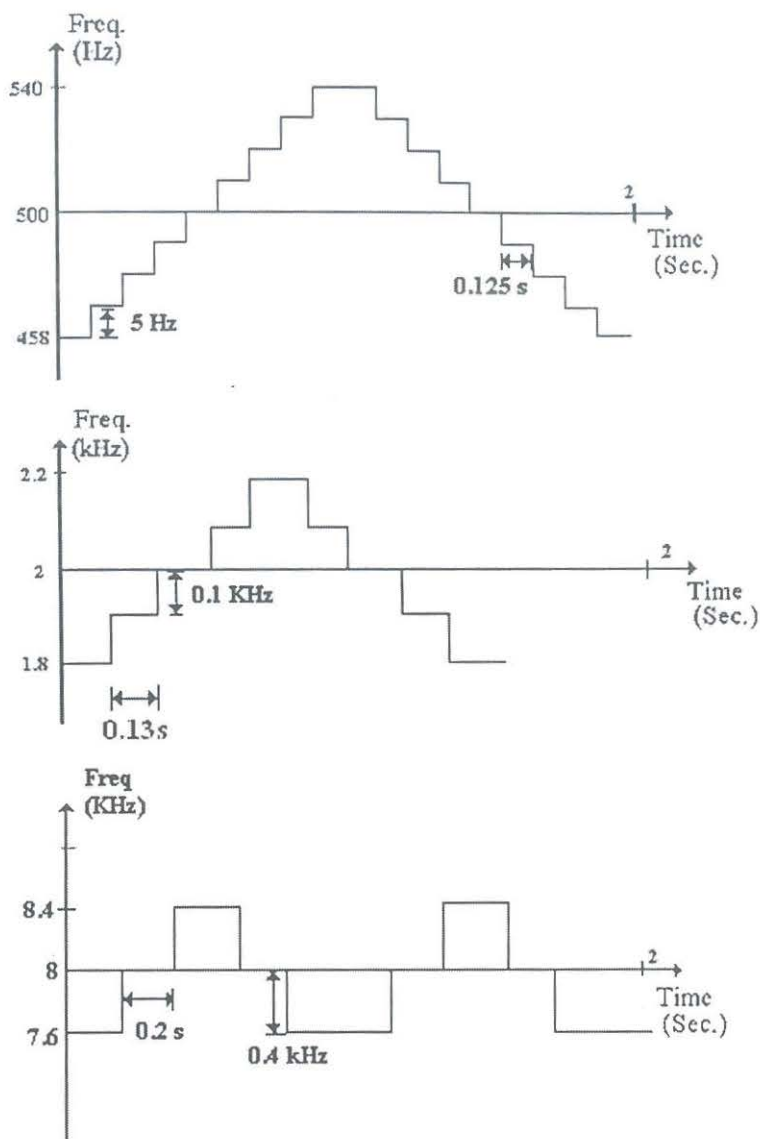 Freq.
(Hz)
540
2
500
Time
(Sec.)
0.125 s
5 Hz
458
Freq.
(kHz)
2.2
2
2
0.1 KHz
Time
(Sec.)
1.8
0.13s
Freq
(KHz)
8.4
2
8
Time
(Sec.)
0.2 s
7.6
0.4 kHz